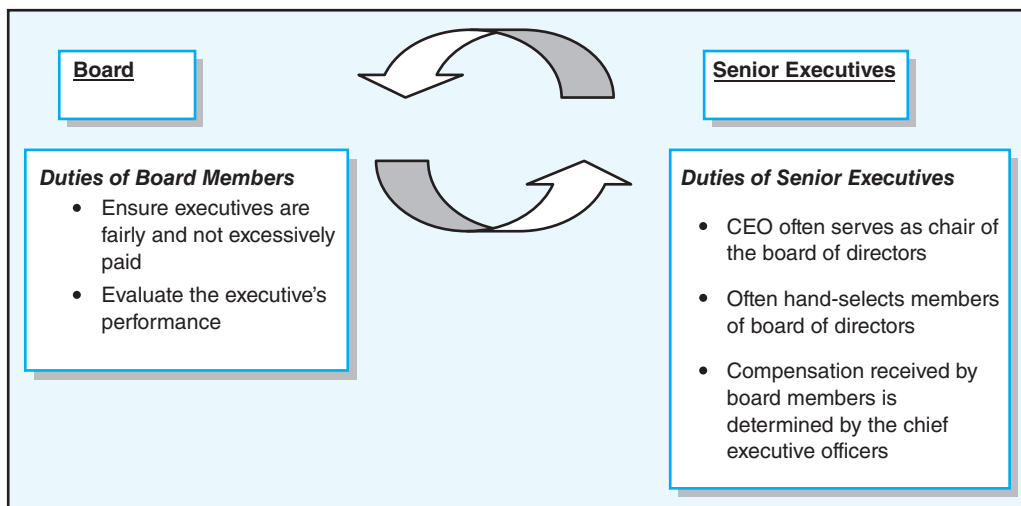 Board
Senior Executives
Duties of Board Members
• Ensure executives are
fairly and not excessively
paid
• Evaluate the executive's
performance
Duties of Senior Executives
• CEO often serves as chair of
the board of directors
• Often hand-selects members
of board of directors
• Compensation received by
board members is
determined by the chief
executive officers